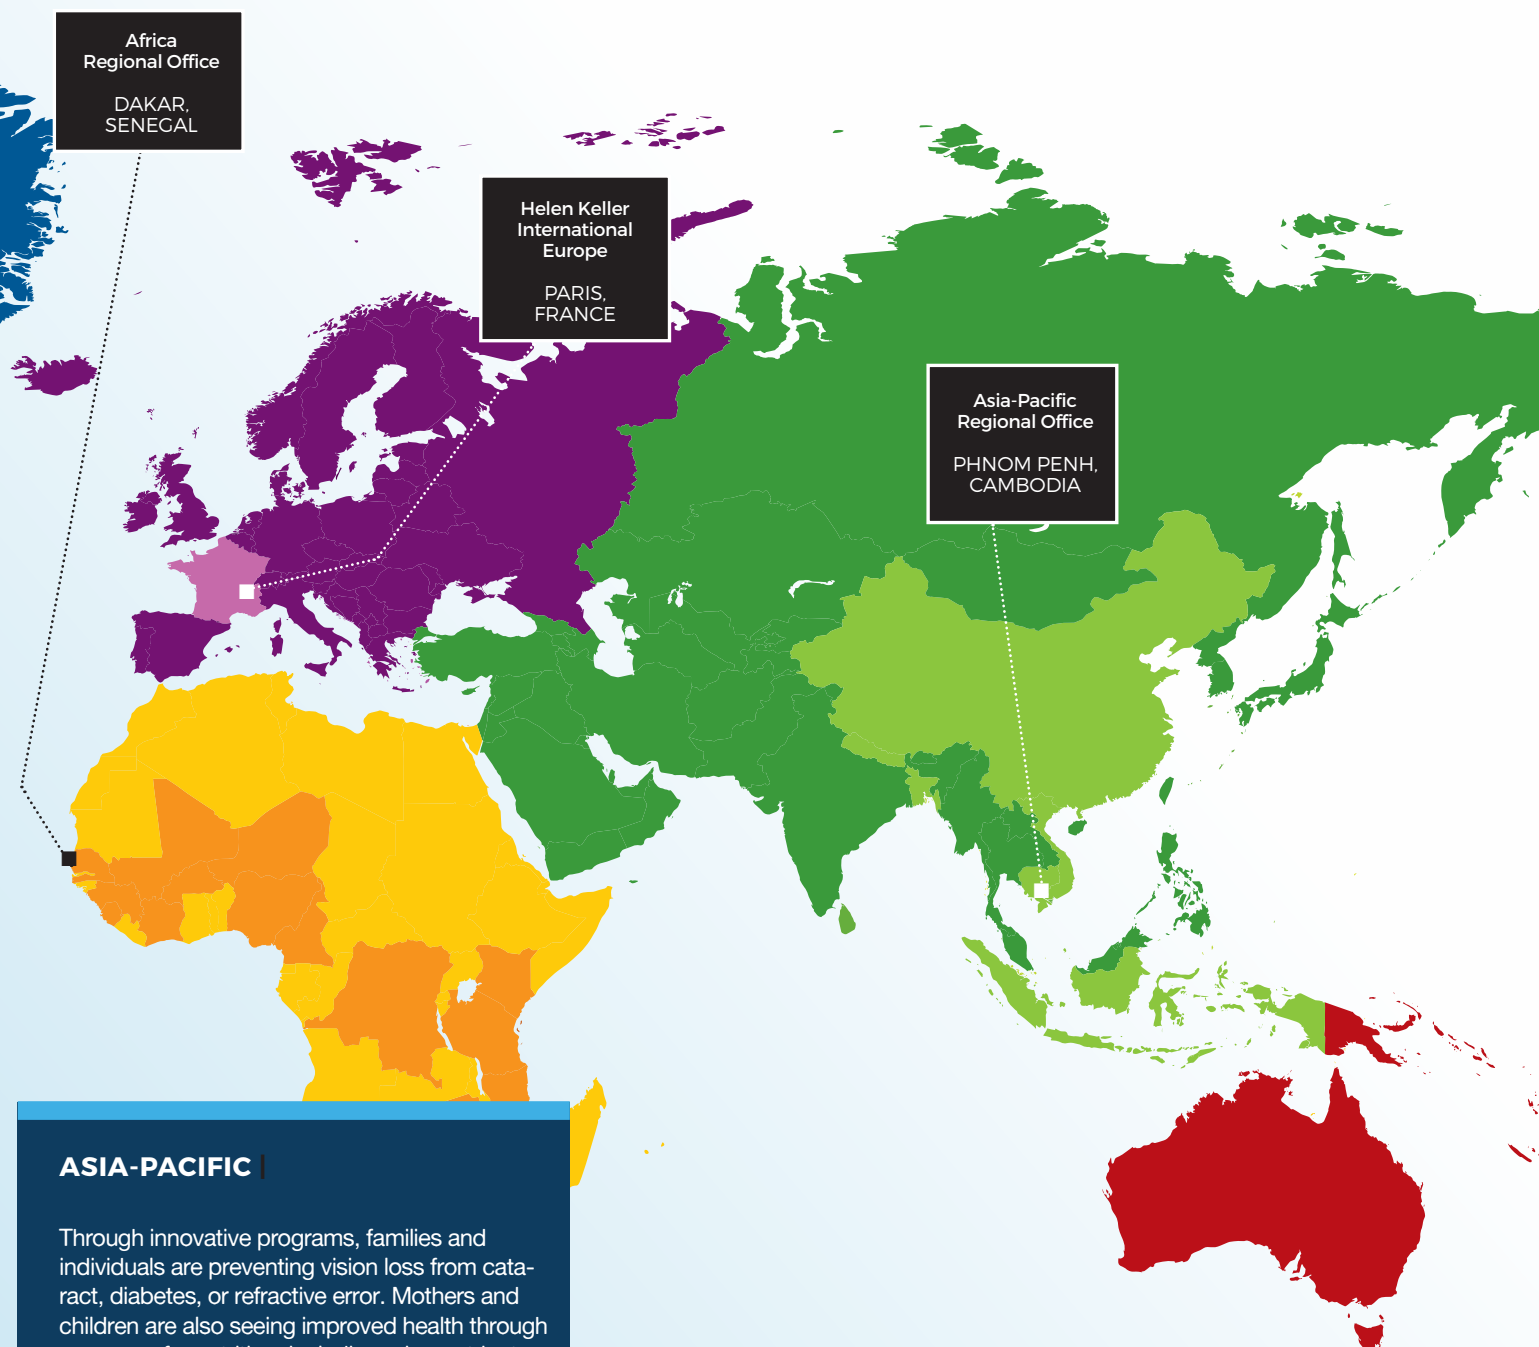 Africa
Regional Office
DAKAR,
SENEGAL
Helen Keller
International
Europe
PARIS,
FRANCE
Asia-Pacific
Regional Office
PHNOM PENH,
CAMBODIA
ASIA-PACIFIC |
Through innovative programs, families and
individuals are preventing vision loss from cata-
ract, diabetes, or refractive error. Mothers and
children are also seeing improved health through